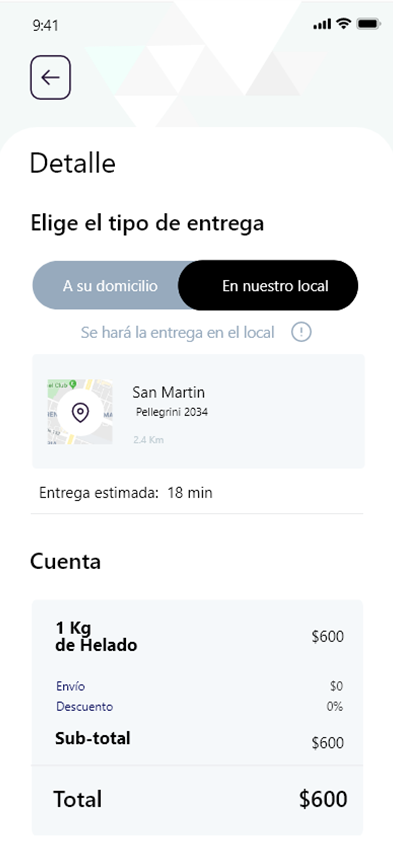 9:41
Detalle
Elige el tipo de entrega
A su domicilio
En nuestro local
Se hará la entrega en el local
San Martin
Pellegrini 2034
2.4 Km
Entrega estimada: 18 min
Cuenta
1 Kg
de Helado
$600
Envío $0
Descuento 0%
Sub-total $600
Total $600